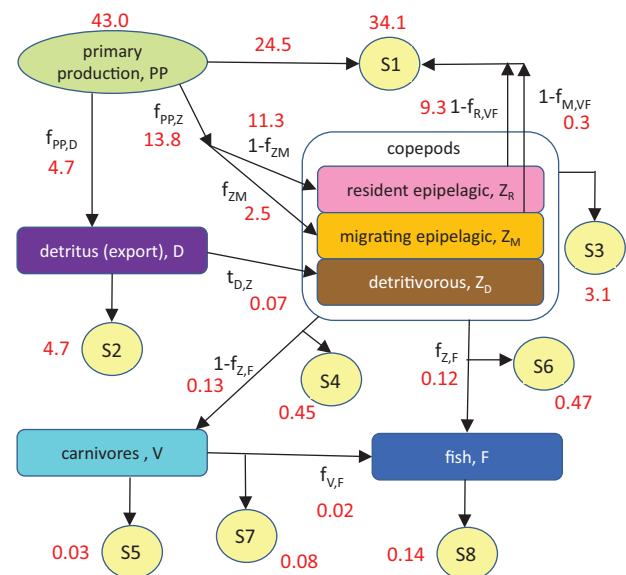 43.0
primary
production, PP
24.5
34.1
S1
f_PP,D
4.7
f_PP,Z
13.8
11.3
1-f_ZM
f_ZM
2.5
9.3
1-f_R,VF
1-f_M,VF
0.3
copepods
resident epipelagic, Z_R
migrating epipelagic, Z_M
detritivorous, Z_D
S3
3.1
detritus (export), D
t_D,Z
0.07
4.7
S2
1-f_Z,F
0.13
S4
0.45
f_Z,F
0.12
S6
0.47
carnivores , V
f_V,F
0.02
fish, F
0.03
S5
S7
0.08
0.14
S8